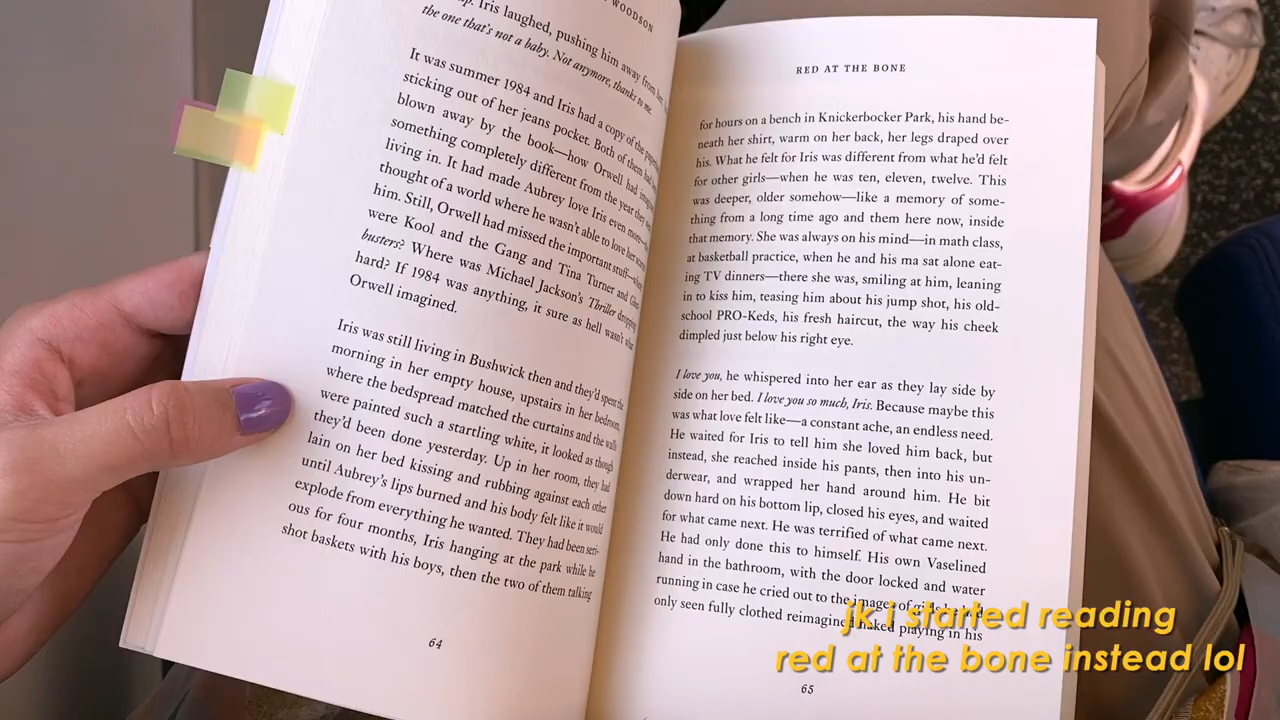 WOODSON
Iris laughed, pushing him away from
the one that's not a baby. Not anymore, thanks to me.
It was summer 1984 and Iris had a copy of the
sticking out of her jeans pocket. Both of them had
blown away by the book—how Orwell had
something completely different from the year they
living in. It had made Aubrey love Iris even more—
thought of a world where he wasn't able to love her
him. Still, Orwell had missed the important stuff—
were Kool and the Gang and Tina Turner and
busters? Where was Michael Jackson's Thriller dropping
hard? If 1984 was anything, it sure as hell wasn't what
Orwell imagined.
Iris was still living in Bushwick then and they'd spent the
morning in her empty house, upstairs in her bedroom,
where the bedspread matched the curtains and the walls
were painted such a startling white, it looked as though
they'd been done yesterday. Up in her room, they had
lain on her bed kissing and rubbing against each other
until Aubrey's lips burned and his body felt like it would
explode from everything he wanted. They had been seri-
ous for four months, Iris hanging at the park while he
shot baskets with his boys, then the two of them talking
64
RED AT THE BONE
for hours on a bench in Knickerbocker Park, his hand be-
neath her shirt, warm on her back, her legs draped over
his. What he felt for Iris was different from what he'd felt
for other girls—when he was ten, eleven, twelve. This
was deeper, older somehow—like a memory of some-
thing from a long time ago and them here now, inside
that memory. She was always on his mind—in math class,
at basketball practice, when he and his ma sat alone eat-
ing TV dinners—there she was, smiling at him, leaning
in to kiss him, teasing him about his jump shot, his old-
school PRO-Keds, his fresh haircut, the way his cheek
dimpled just below his right eye.
I love you, he whispered into her ear as they lay side by
side on her bed. I love you so much, Iris. Because maybe this
was what love felt like—a constant ache, an endless need.
He waited for Iris to tell him she loved him back, but
instead, she reached inside his pants, then into his un-
derwear, and wrapped her hand around him. He bit
down hard on his bottom lip, closed his eyes, and waited
for what came next. He was terrified of what came next.
He had only done this to himself. His own Vaselined
hand in the bathroom, with the door locked and water
running in case he cried out to the images of girls he had
only seen fully clothed reimagined naked playing in his
65
jk i started reading
red at the bone instead lol